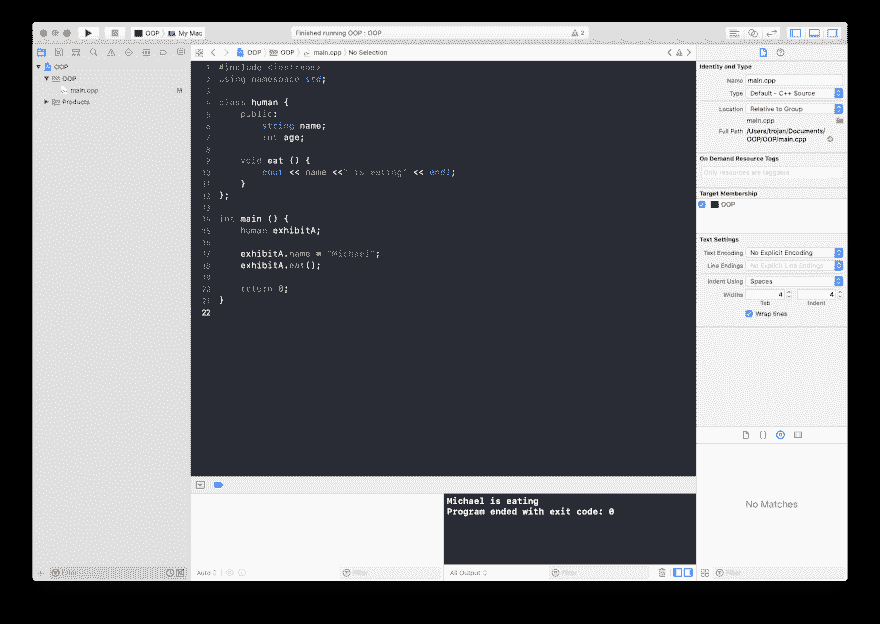 OOP 〉 My Mac
Finished running OOP : OOP
2
OOP 〉 OOP 〉 main.cpp 〉 No Selection
OOP
OOP
main.cpp M
Products
1 #include <iostream>
2 using namespace std;
3
4 class human {
5 public:
6 string name;
7 int age;
8
9 void eat () {
10 cout << name <<" is eating" << endl;
11 }
12 };
13
14 int main () {
15 human exhibitA;
16
17 exhibitA.name = "Michael";
18 exhibitA.eat();
19
20 return 0;
21 }
22
Auto
Filter
Michael is eating
Program ended with exit code: 0
All Output
Filter
Identity and Type
Name main.cpp
Type Default - C++ Source
Location Relative to Group
main.cpp
Full Path /Users/trojan/Documents/
OOP/OOP/main.cpp
On Demand Resource Tags
Only resources are taggable
Target Membership
OOP
Text Settings
Text Encoding No Explicit Encoding
Line Endings No Explicit Line Endings
Indent Using Spaces
Widths 4 4
Tab Indent
Wrap lines
No Matches
Filter